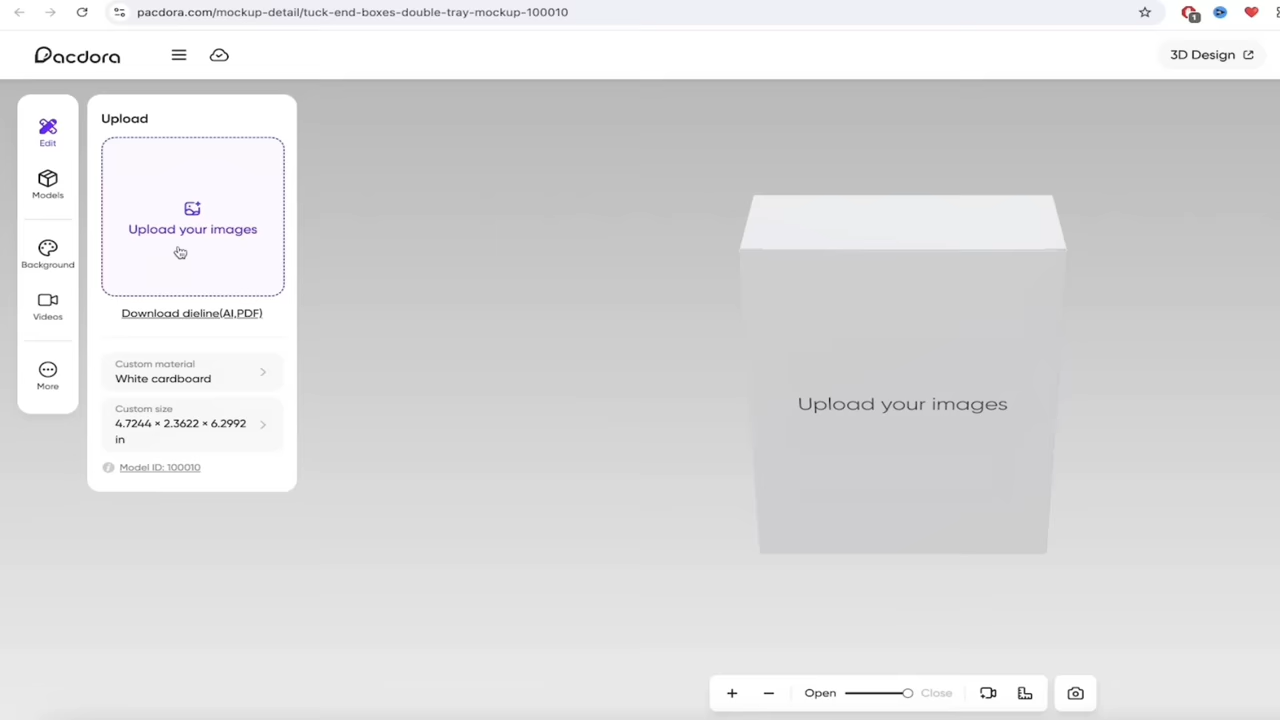 pacdora.com/mockup-detail/tuck-end-boxes-double-tray-mockup-100010
1
Pacdora
3D Design
Edit
Models
Background
Videos
More
Upload
Upload your images
Download dieline(AI,PDF)
Custom material
White cardboard
Custom size
4.7244 × 2.3622 × 6.2992
in
Model ID: 100010
Upload your images
Open
Close